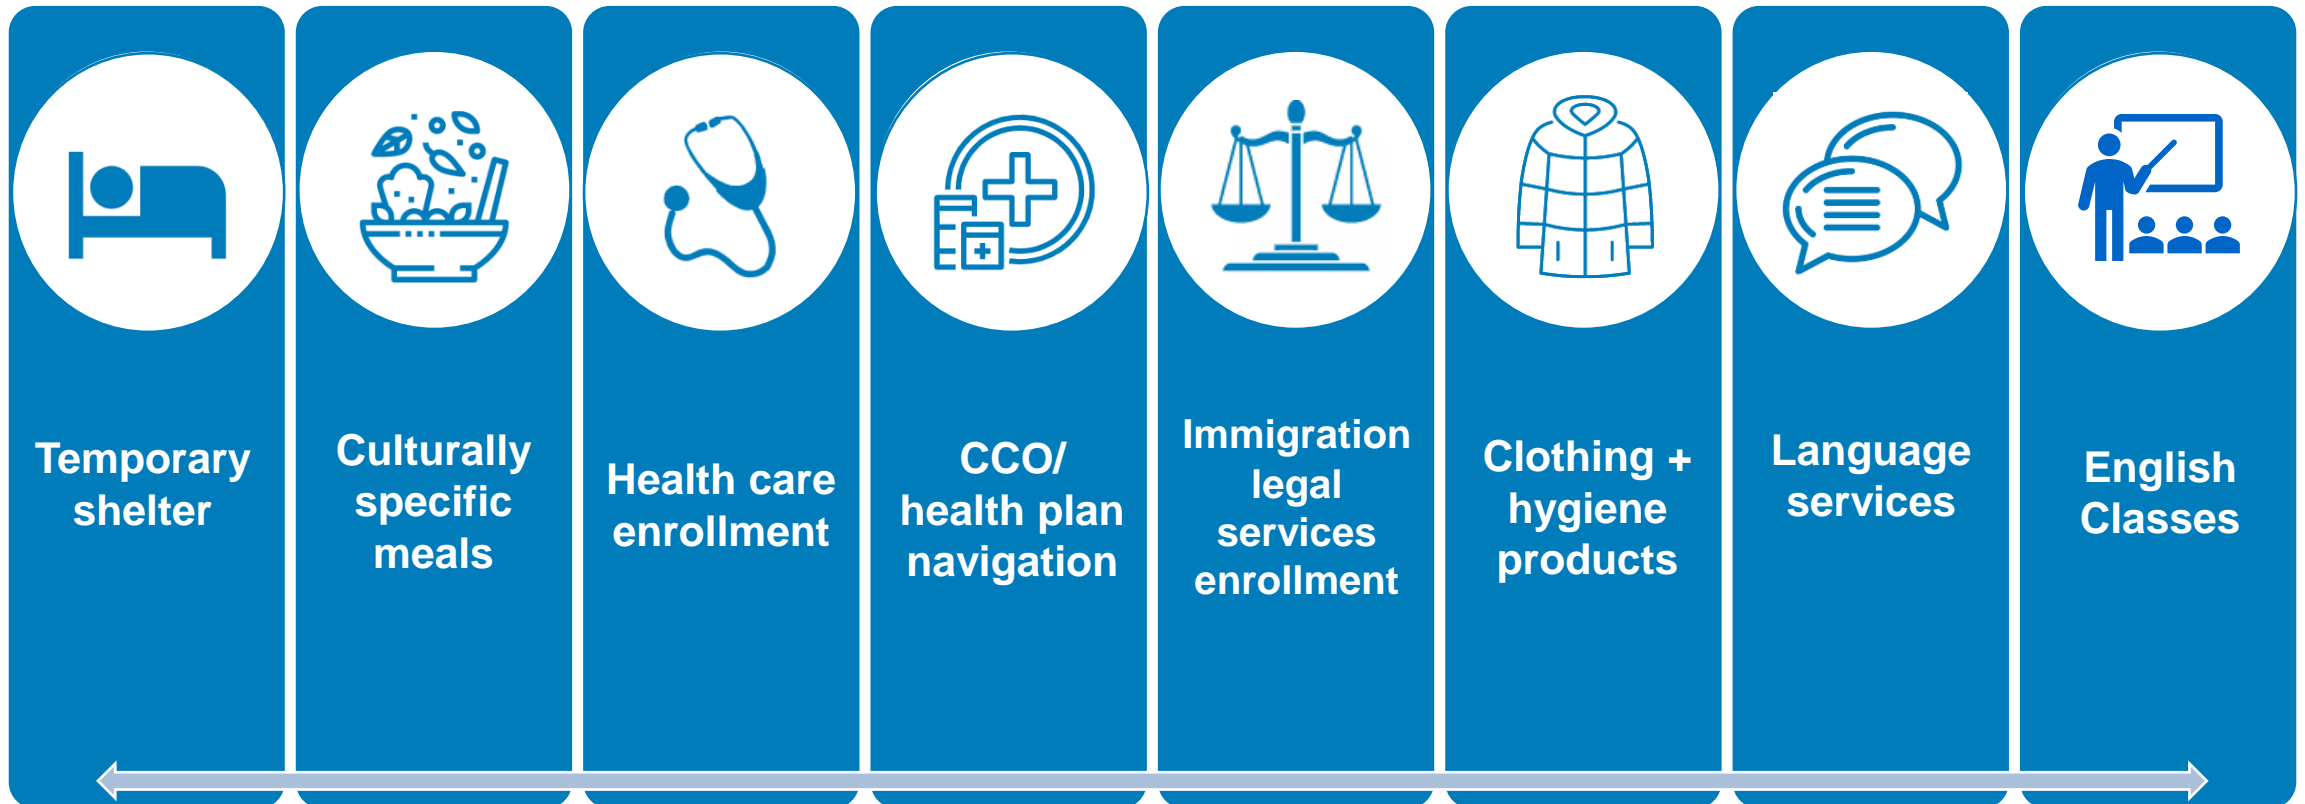 Temporary
shelter
Culturally
specific
meals
Health care
enrollment
CCO/
health plan
navigation
Immigration
legal
services
enrollment
Clothing +
hygiene
products
Language
services
English
Classes